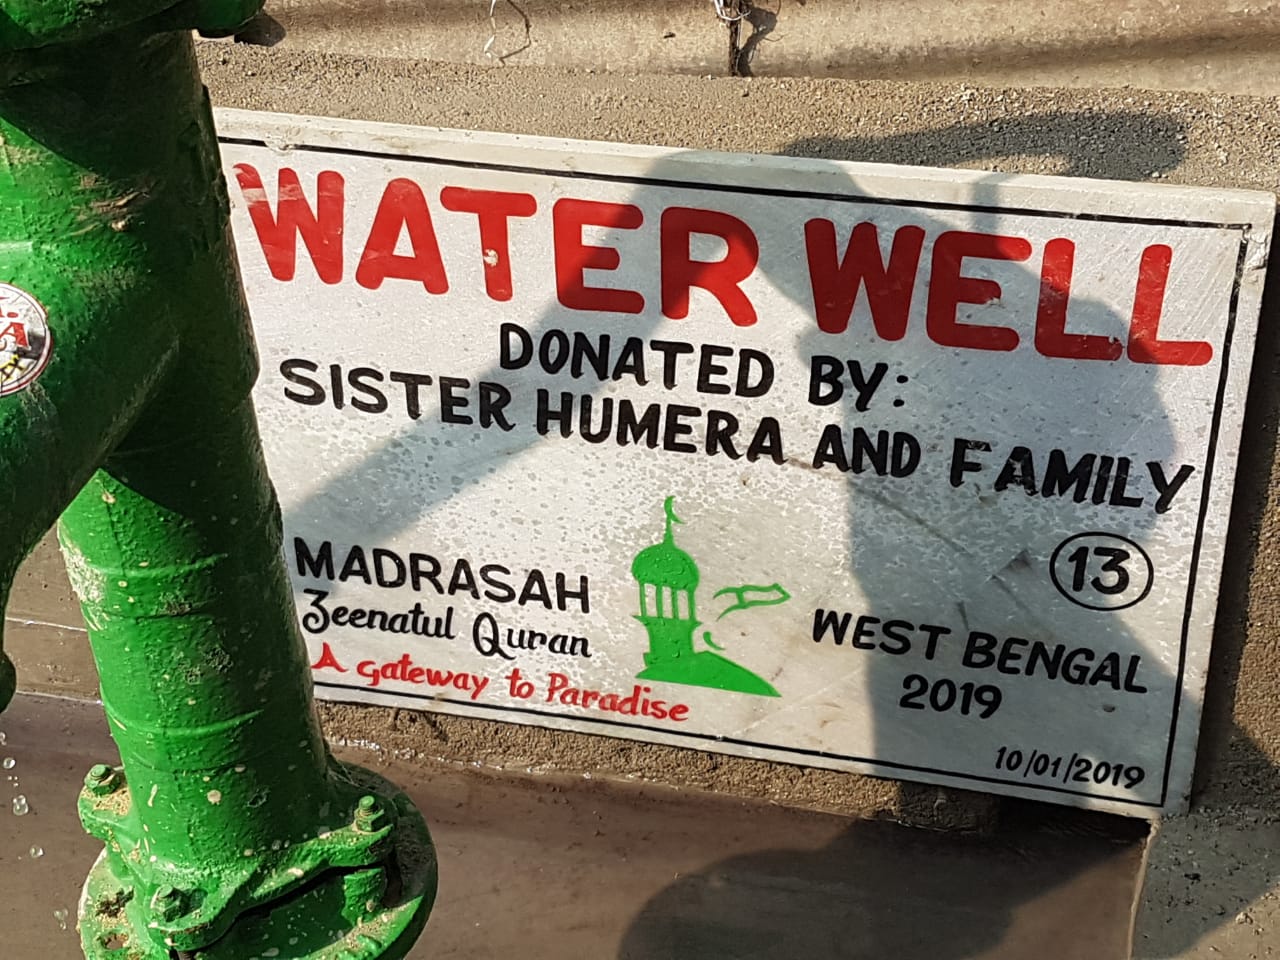 WATER WELL
DONATED BY:
SISTER HUMERA AND FAMILY
13
MADRASAH
Zeenatul Quran
A gateway to Paradise
WEST BENGAL
2019
10/01/2019